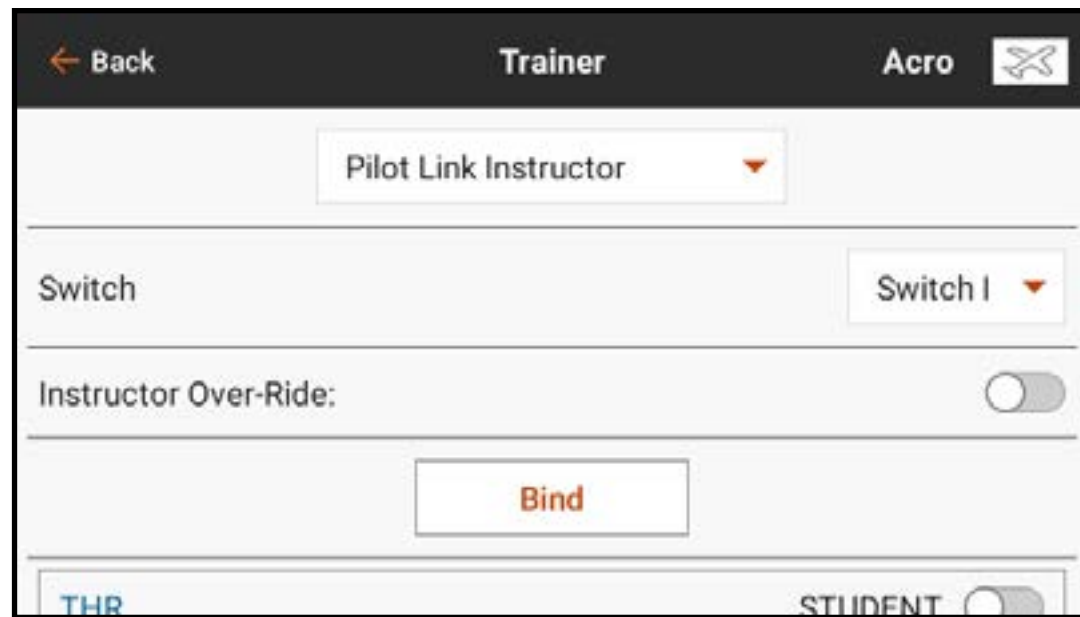 Back Trainer Acro
Pilot Link Instructor
Switch Switch I
Instructor Over-Ride:
Bind
THR STUDENT